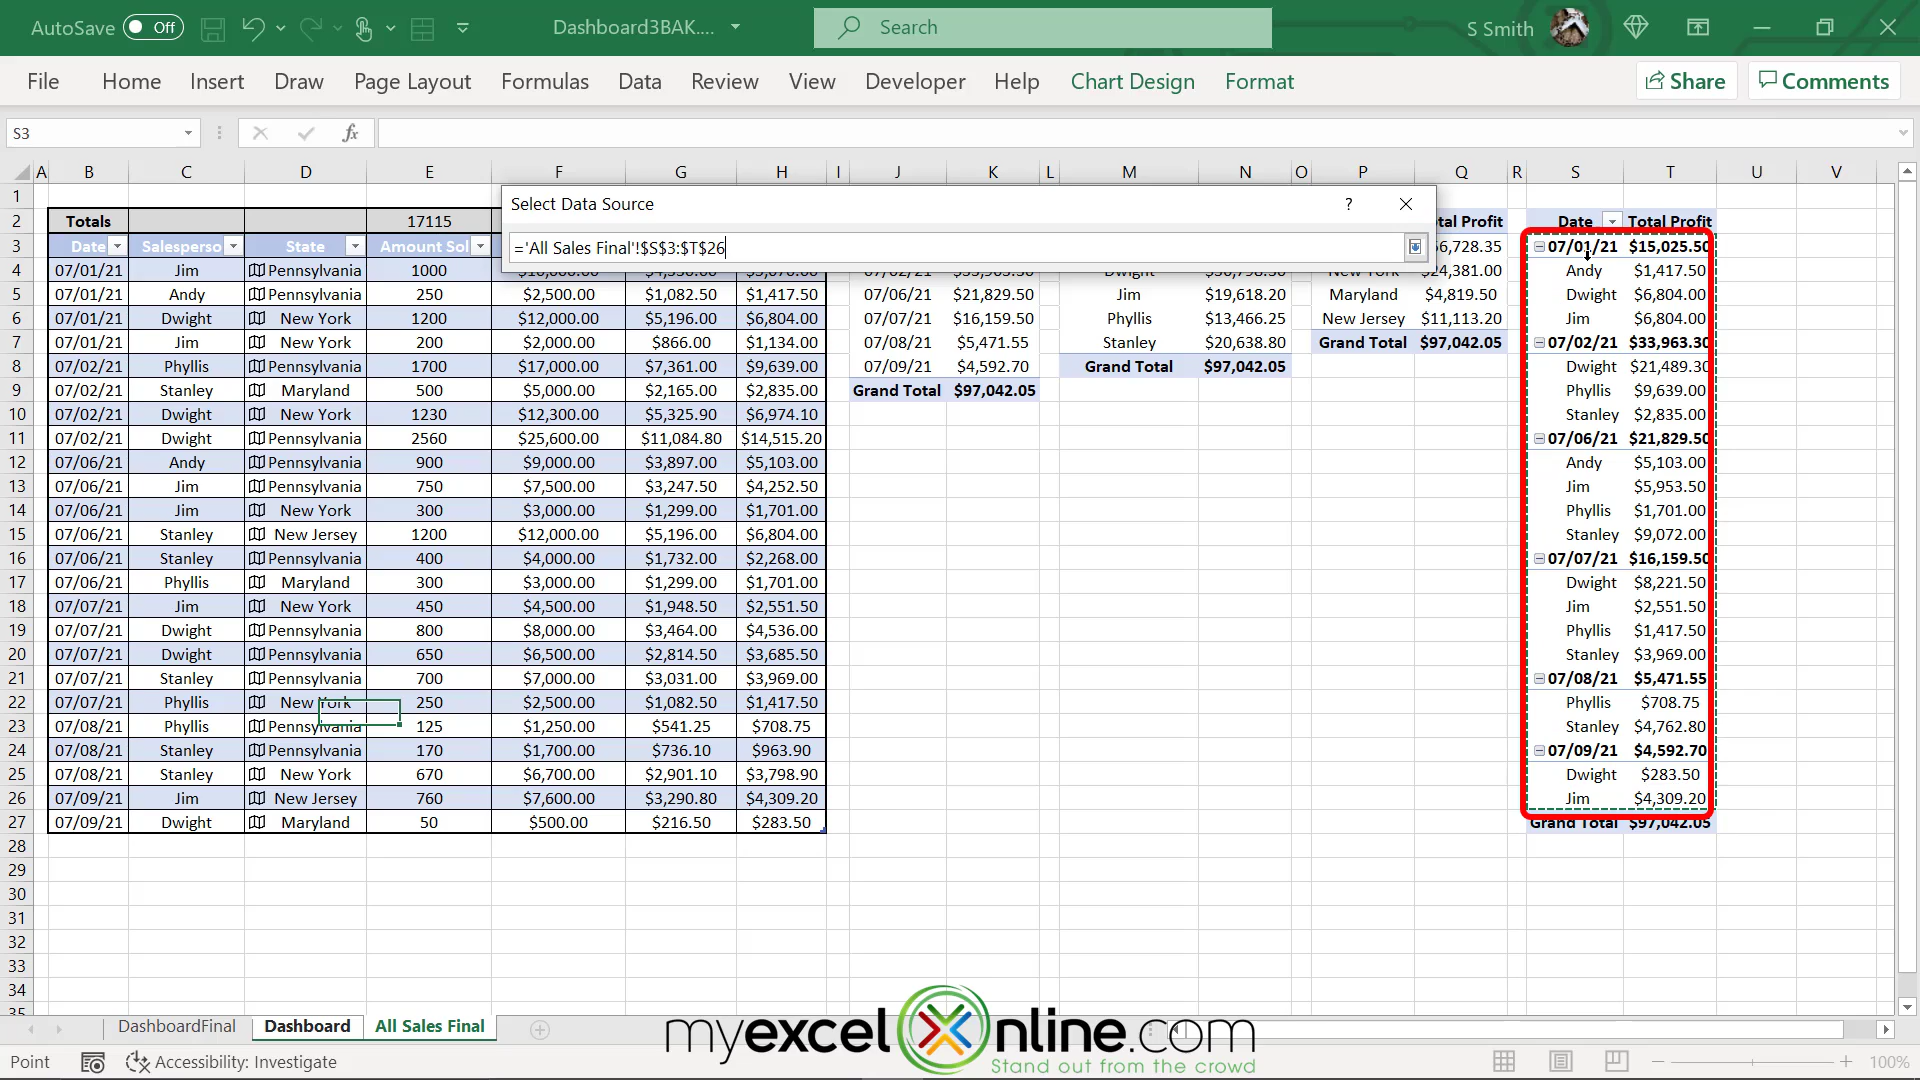 AutoSave Off Dashboard3BAK.... Search S Smith
File Home Insert Draw Page Layout Formulas Data Review View Developer Help Chart Design Format Share Comments
S3 fx
A B C D E F G H I J K L M N O P Q R S T U V
Select Data Source ?
='All Sales Final'!$S$3:$T$26
1
2 Totals 17115 tal Profit Date Total Profit
3 Date Salesperso State Amount Sol 6,728.35 07/01/21 $15,025.50
4 07/01/21 Jim Pennsylvania 1000 $24,381.00 Andy $1,417.50
5 07/01/21 Andy Pennsylvania 250 $2,500.00 $1,082.50 $1,417.50 07/06/21 $21,829.50 Jim $19,618.20 Maryland $4,819.50 Dwight $6,804.00
6 07/01/21 Dwight New York 1200 $12,000.00 $5,196.00 $6,804.00 07/07/21 $16,159.50 Phyllis $13,466.25 New Jersey $11,113.20 Jim $6,804.00
7 07/01/21 Jim New York 200 $2,000.00 $866.00 $1,134.00 07/08/21 $5,471.55 Stanley $20,638.80 Grand Total $97,042.05 07/02/21 $33,963.30
8 07/02/21 Phyllis Pennsylvania 1700 $17,000.00 $7,361.00 $9,639.00 07/09/21 $4,592.70 Grand Total $97,042.05 Dwight $21,489.30
9 07/02/21 Stanley Maryland 500 $5,000.00 $2,165.00 $2,835.00 Grand Total $97,042.05 Phyllis $9,639.00
10 07/02/21 Dwight New York 1230 $12,300.00 $5,325.90 $6,974.10 Stanley $2,835.00
11 07/02/21 Dwight Pennsylvania 2560 $25,600.00 $11,084.80 $14,515.20 07/06/21 $21,829.50
12 07/06/21 Andy Pennsylvania 900 $9,000.00 $3,897.00 $5,103.00 Andy $5,103.00
13 07/06/21 Jim Pennsylvania 750 $7,500.00 $3,247.50 $4,252.50 Jim $5,953.50
14 07/06/21 Jim New York 300 $3,000.00 $1,299.00 $1,701.00 Phyllis $1,701.00
15 07/06/21 Stanley New Jersey 1200 $12,000.00 $5,196.00 $6,804.00 Stanley $9,072.00
16 07/06/21 Stanley Pennsylvania 400 $4,000.00 $1,732.00 $2,268.00 07/07/21 $16,159.50
17 07/06/21 Phyllis Maryland 300 $3,000.00 $1,299.00 $1,701.00 Dwight $8,221.50
18 07/07/21 Jim New York 450 $4,500.00 $1,948.50 $2,551.50 Jim $2,551.50
19 07/07/21 Dwight Pennsylvania 800 $8,000.00 $3,464.00 $4,536.00 Phyllis $1,417.50
20 07/07/21 Dwight Pennsylvania 650 $6,500.00 $2,814.50 $3,685.50 Stanley $3,969.00
21 07/07/21 Stanley Pennsylvania 700 $7,000.00 $3,031.00 $3,969.00 07/08/21 $5,471.55
22 07/07/21 Phyllis New York 250 $2,500.00 $1,082.50 $1,417.50 Phyllis $708.75
23 07/08/21 Phyllis Pennsylvania 125 $1,250.00 $541.25 $708.75 Stanley $4,762.80
24 07/08/21 Stanley Pennsylvania 170 $1,700.00 $736.10 $963.90 07/09/21 $4,592.70
25 07/08/21 Stanley New York 670 $6,700.00 $2,901.10 $3,798.90 Dwight $283.50
26 07/09/21 Jim New Jersey 760 $7,600.00 $3,290.80 $4,309.20 Jim $4,309.20
27 07/09/21 Dwight Maryland 50 $500.00 $216.50 $283.50 Grand Total $97,042.05
28
29
30
31
32
33
34
35
DashboardFinal Dashboard All Sales Final
myexcelonline.com
Stand out from the crowd
Point Accessibility: Investigate 100%